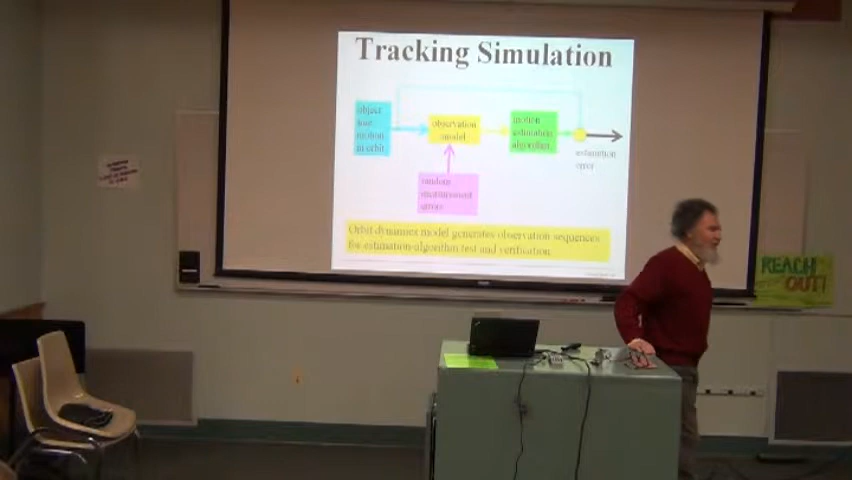 Tracking Simulation
object
true
motion
in orbit
observation
model
motion
estimation
algorithm
estimation
error
random
measurement
errors
Orbit-dynamics model generates observation sequences
for estimation-algorithm test and verification
REACH
OUT!